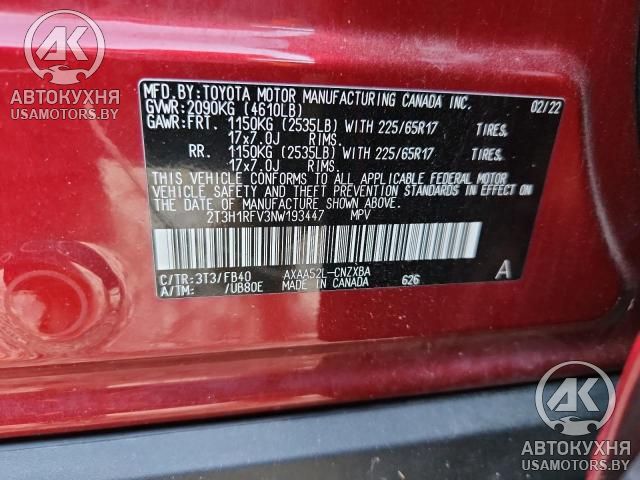 AK
АВТОКУХНЯ
USAMOTORS.BY
MFD. BY:TOYOTA MOTOR MANUFACTURING CANADA INC. 02/22
GVWR:2090KG (4610LB)
GAWR:FRT. 1150KG (2535LB) WITH 225/65R17 TIRES,
17x7.0J RIMS.
RR. 1150KG (2535LB) WITH 225/65R17 TIRES,
17x7.0J RIMS.
THIS VEHICLE CONFORMS TO ALL APPLICABLE FEDERAL MOTOR
VEHICLE SAFETY AND THEFT PREVENTION STANDARDS IN EFFECT ON
THE DATE OF MANUFACTURE SHOWN ABOVE.
2T3H1RFV3NW193447 MPV
C/TR:3T3/FB40 AXAA52L-CNZXBA A
A/TM: /UB80E MADE IN CANADA 626
AK
АВТОКУХНЯ
USAMOTORS.BY